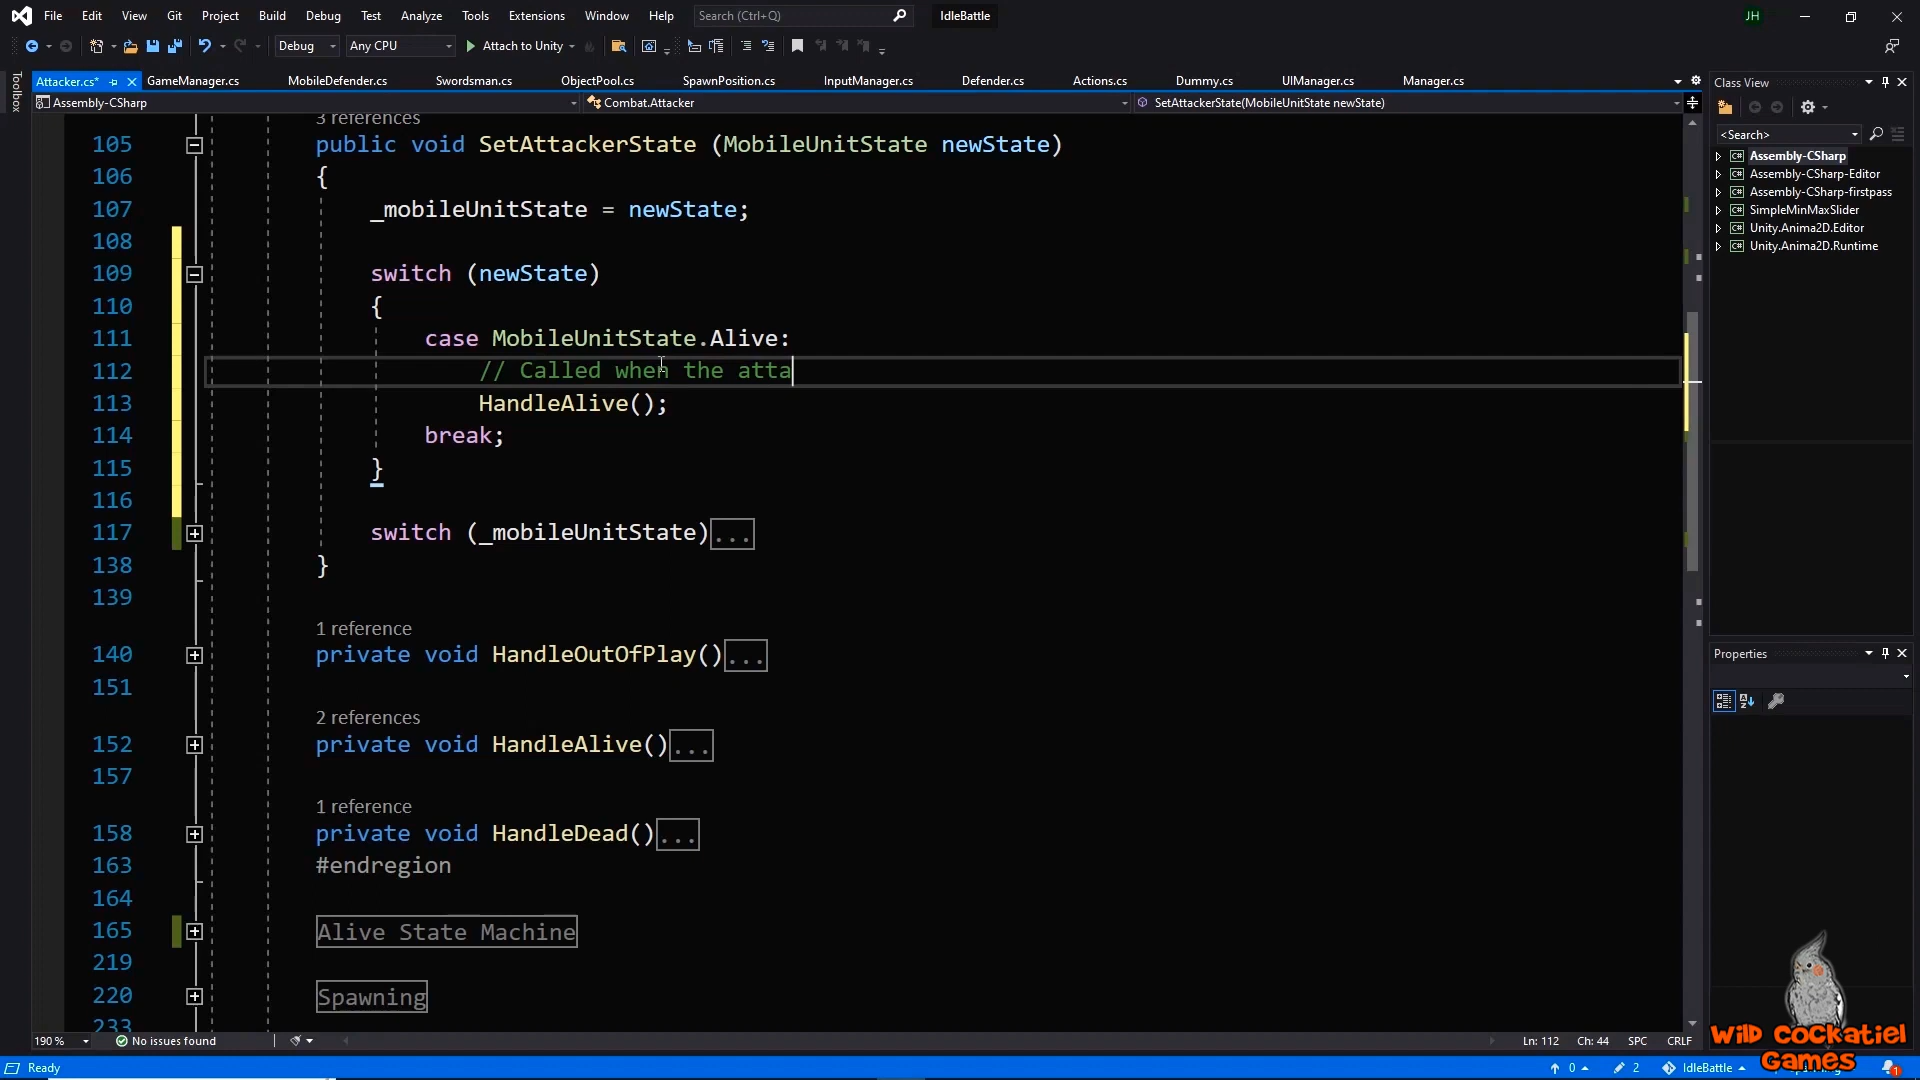 File Edit View Git Project Build Debug Test Analyze Tools Extensions Window Help Search (Ctrl+Q) IdleBattle JH
Debug Any CPU Attach to Unity
Toolbox
Attacker.cs* GameManager.cs MobileDefender.cs Swordsman.cs ObjectPool.cs SpawnPosition.cs InputManager.cs Defender.cs Actions.cs Dummy.cs UIManager.cs Manager.cs
Assembly-CSharp Combat.Attacker SetAttackerState(MobileUnitState newState)
3 references
105 public void SetAttackerState (MobileUnitState newState)
106 {
107 _mobileUnitState = newState;
108
109 switch (newState)
110 {
111 case MobileUnitState.Alive:
112 // Called when the atta
113 HandleAlive();
114 break;
115 }
116
117 switch (_mobileUnitState)...
138 }
139
1 reference
140 private void HandleOutOfPlay()...
151
2 references
152 private void HandleAlive()...
157
1 reference
158 private void HandleDead()...
163 #endregion
164
165 Alive State Machine
219
220 Spawning
233
190 % No issues found Ln: 112 Ch: 44 SPC CRLF
Ready 0 2 IdleBattle 1
Class View
<Search>
Assembly-CSharp
Assembly-CSharp-Editor
Assembly-CSharp-firstpass
SimpleMinMaxSlider
Unity.Anima2D.Editor
Unity.Anima2D.Runtime
Properties
WILD COCKATIEL
GAMES